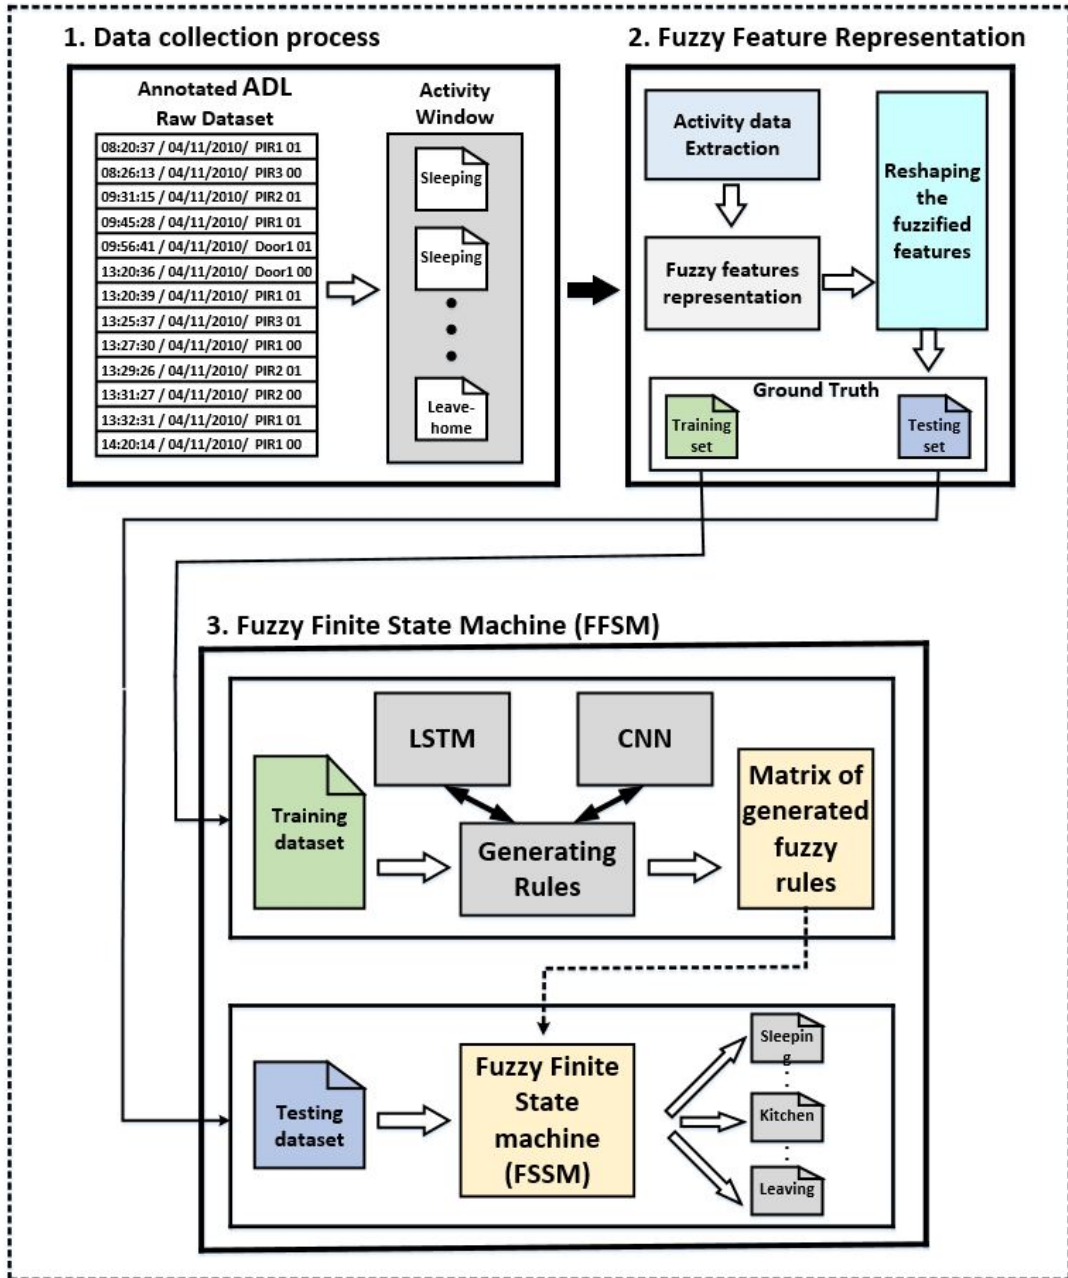 1. Data collection process
Annotated ADL
Raw Dataset
08:20:37 / 04/11/2010/ PIR1 01
08:26:13 / 04/11/2010/ PIR3 00
09:31:15 / 04/11/2010/ PIR2 01
09:45:28 / 04/11/2010/ PIR1 01
09:56:41 / 04/11/2010/ Door1 01
13:20:36 / 04/11/2010/ Door1 00
13:20:39 / 04/11/2010/ PIR1 01
13:25:37 / 04/11/2010/ PIR3 01
13:27:30 / 04/11/2010/ PIR1 00
13:29:26 / 04/11/2010/ PIR2 01
13:31:27 / 04/11/2010/ PIR2 00
13:32:31 / 04/11/2010/ PIR1 01
14:20:14 / 04/11/2010/ PIR1 00
Activity
Window
Sleeping
Sleeping
Leave-
home
2. Fuzzy Feature Representation
Activity data
Extraction
Fuzzy features
representation
Reshaping
the
fuzzified
features
Ground Truth
Training
set
Testing
set
3. Fuzzy Finite State Machine (FFSM)
LSTM
CNN
Training
dataset
Generating
Rules
Matrix of
generated
fuzzy
rules
Testing
dataset
Fuzzy Finite
State
machine
(FSSM)
Sleepin
g
Kitchen
Leaving